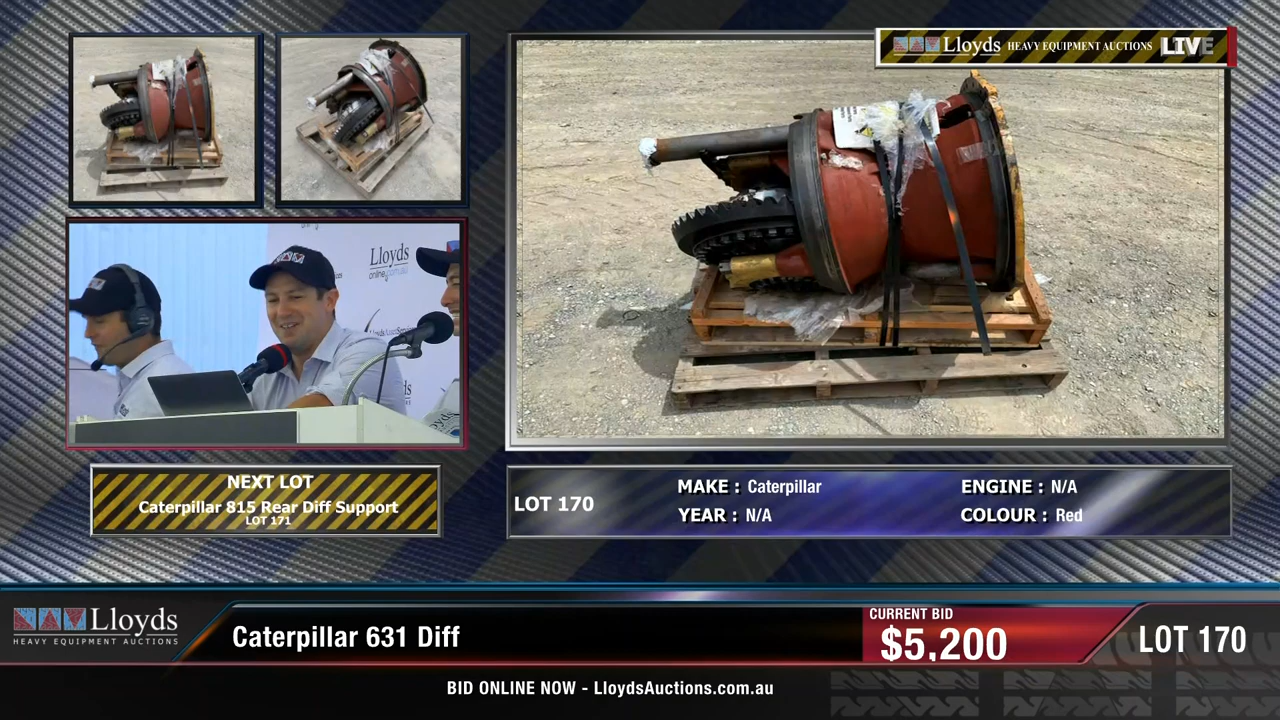 Lloyds HEAVY EQUIPMENT AUCTIONS LIVE
Lloyds
online.com.au
NEXT LOT
Caterpillar 815 Rear Diff Support
LOT 171
LOT 170
MAKE : Caterpillar
ENGINE : N/A
YEAR : N/A
COLOUR : Red
Lloyds
HEAVY EQUIPMENT AUCTIONS
Caterpillar 631 Diff
CURRENT BID
$5,200
LOT 170
BID ONLINE NOW - LloydsAuctions.com.au